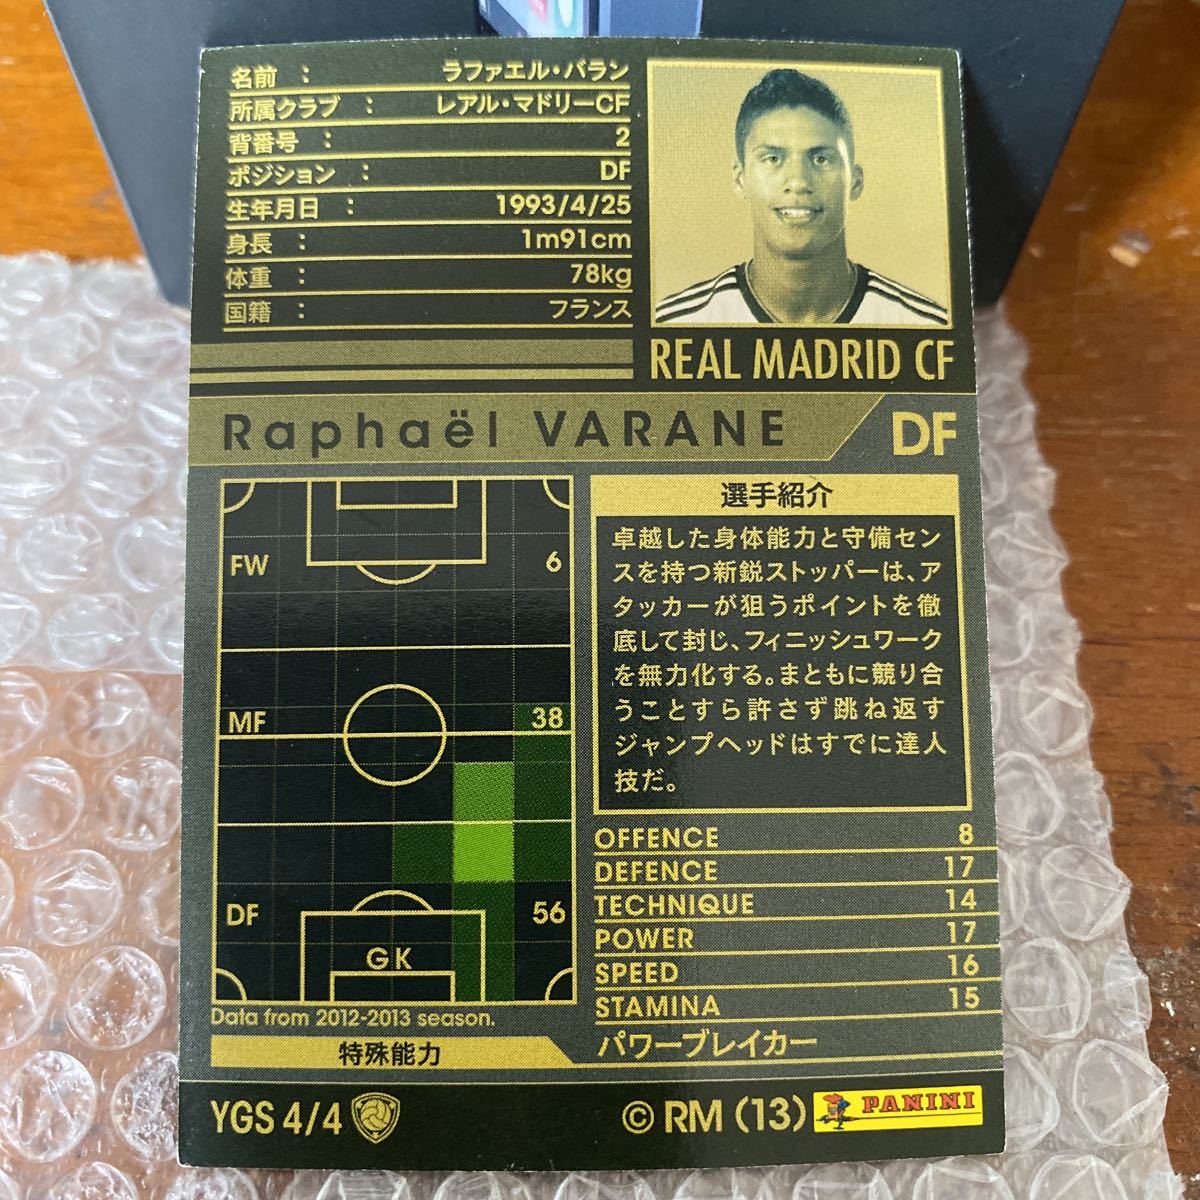 名前 : ラファエル・バラン
所属クラブ : レアル・マドリーCF
背番号 : 2
ポジション : DF
生年月日 : 1993/4/25
身長 : 1m91cm
体重 : 78kg
国籍 : フランス
REAL MADRID CF
Raphaël VARANE DF
FW 6
MF 38
DF 56
GK
Data from 2012-2013 season.
選手紹介
卓越した身体能力と守備セン
スを持つ新鋭ストッパーは、ア
タッカーが狙うポイントを徹
底して封じ、フィニッシュワーク
を無力化する。まともに競り合
うことすら許さず跳ね返す
ジャンプヘッドはすでに達人
技だ。
OFFENCE 8
DEFENCE 17
TECHNIQUE 14
POWER 17
SPEED 16
STAMINA 15
特殊能力 パワーブレイカー
YGS 4/4 © RM (13) PANINI